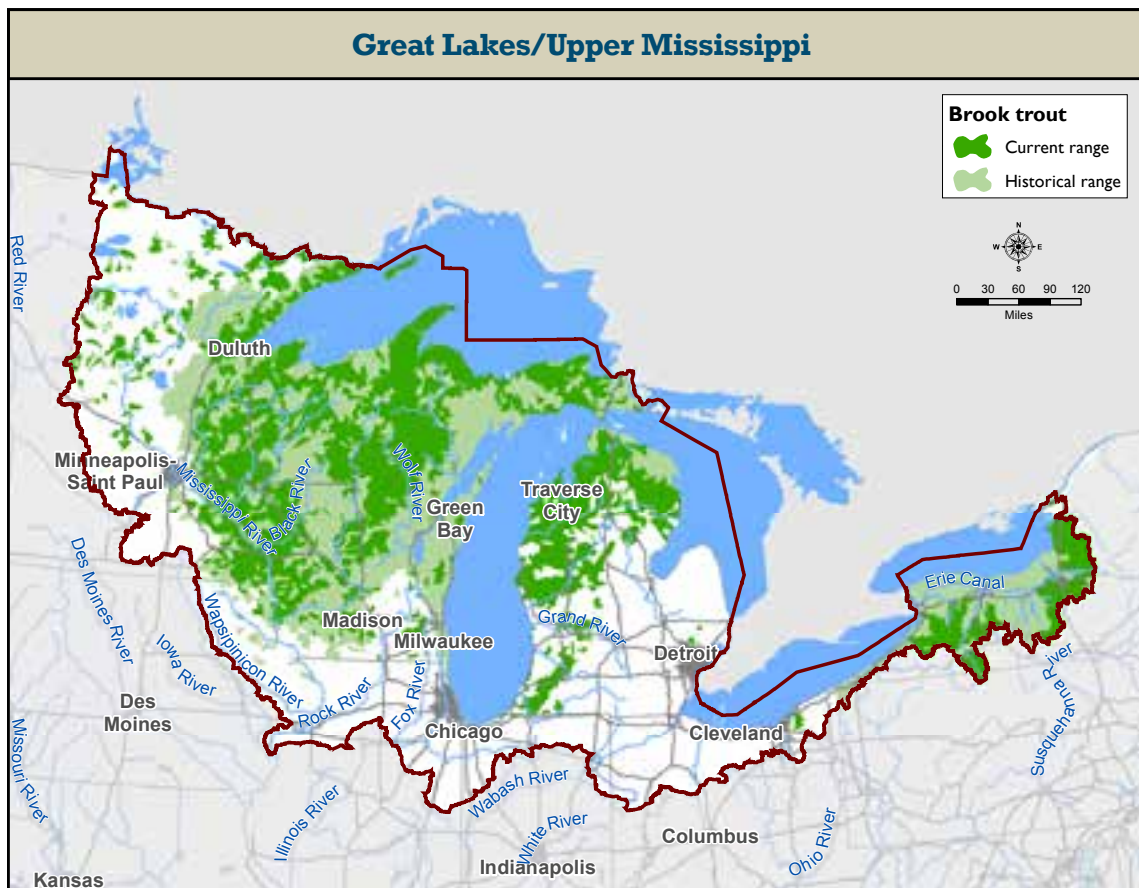 Great Lakes/Upper Mississippi
Brook trout
Current range
Historical range
N
W
E
S
0 30 60 90 120
Miles
Red River
Duluth
Minneapolis-
Saint Paul
Mississippi River
Black River
Wolf River
Green
Bay
Traverse
City
Erie Canal
Des Moines River
Wapsipinicon River
Madison
Milwaukee
Grand River
Detroit
Iowa River
Rock River
Fox River
Des
Moines
Chicago
Cleveland
Susquehanna River
Missouri River
Illinois River
Wabash River
White River
Columbus
Ohio River
Indianapolis
Kansas